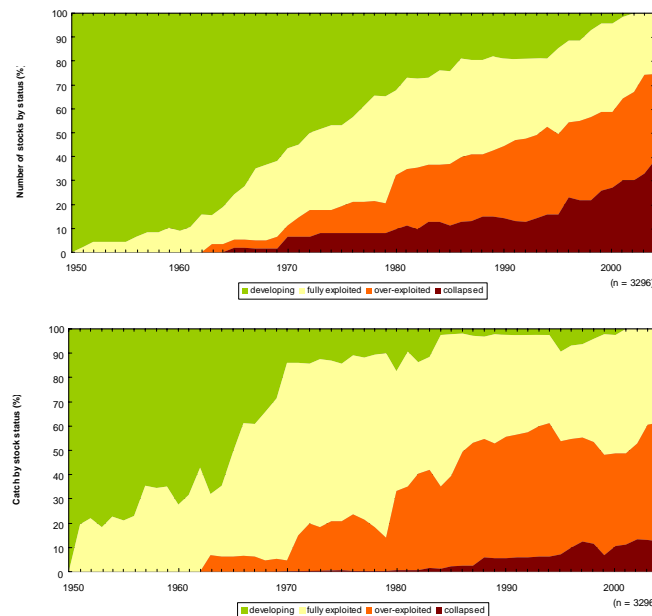 100
90
80
70
60
50
40
30
20
10
0
Number of stocks by status (%)
1950 1960 1970 1980 1990 2000
(n = 3296)
developing fully exploited over-exploited collapsed
100
90
80
70
60
50
40
30
20
10
0
Catch by stock status (%)
1950 1960 1970 1980 1990 2000
(n = 3296)
developing fully exploited over-exploited collapsed